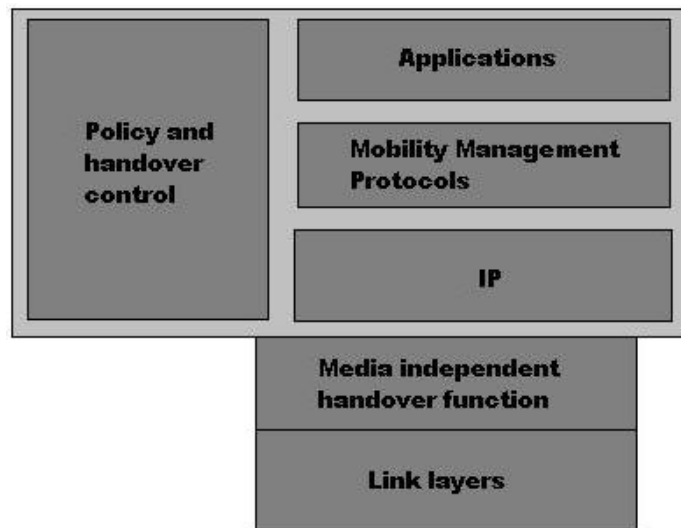 Policy and
handover
control
Applications
Mobility Management
Protocols
IP
Media independent
handover function
Link layers